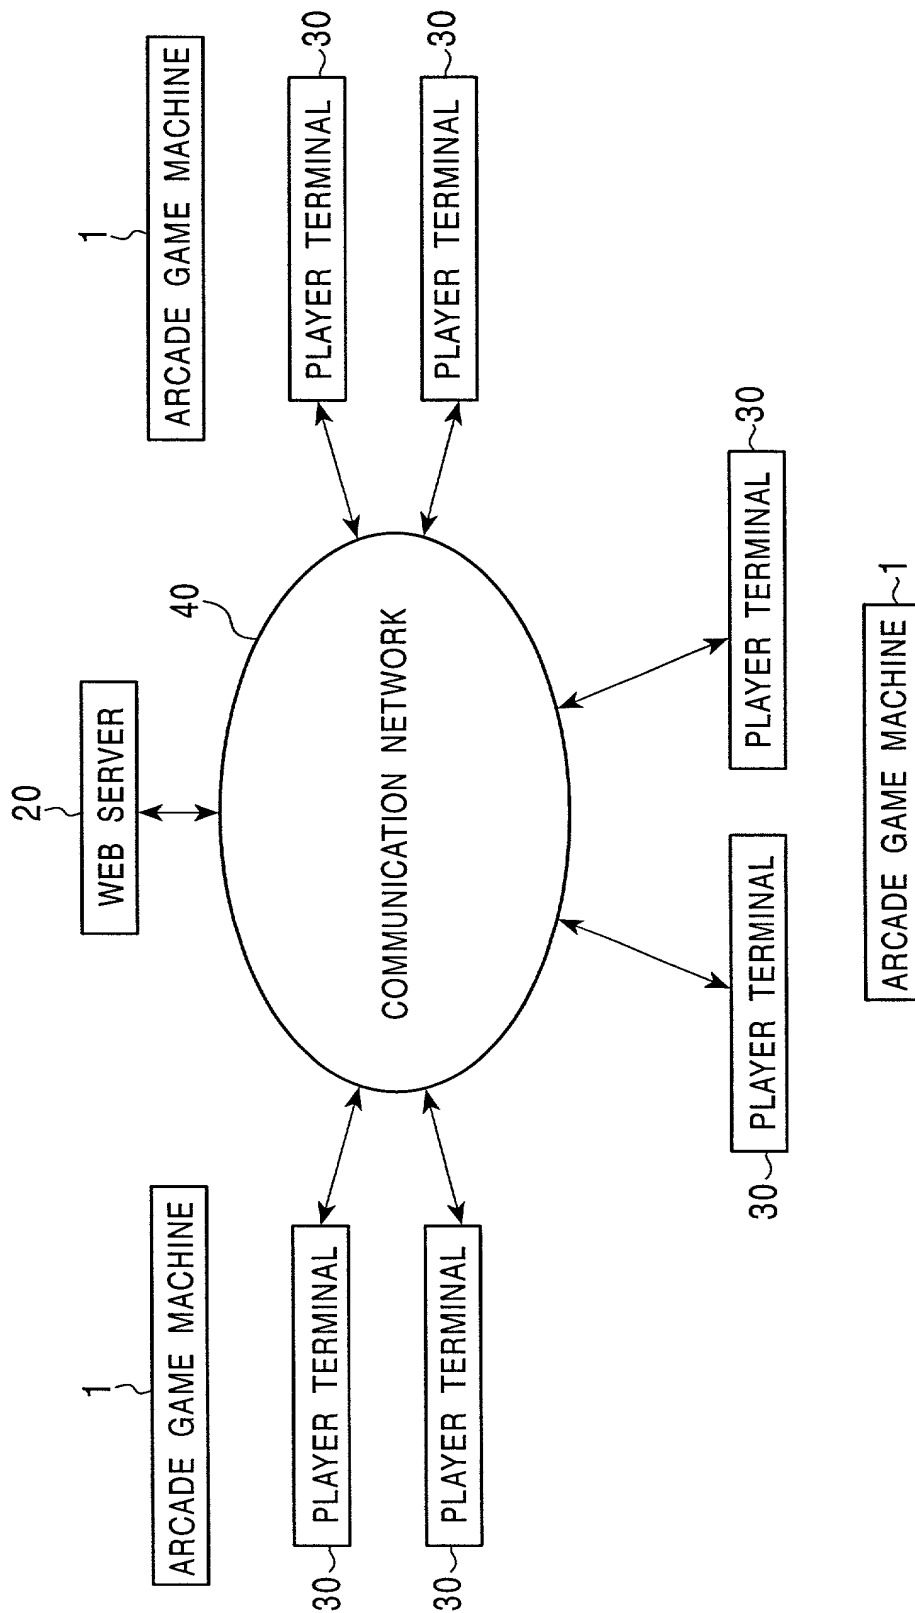 20
WEB SERVER
1
1
ARCADE GAME MACHINE
40
ARCADE GAME MACHINE
30
PLAYER TERMINAL
PLAYER TERMINAL
30
COMMUNICATION NETWORK
30
PLAYER TERMINAL
PLAYER TERMINAL
30
30
PLAYER TERMINAL
PLAYER TERMINAL
30
ARCADE GAME MACHINE
1